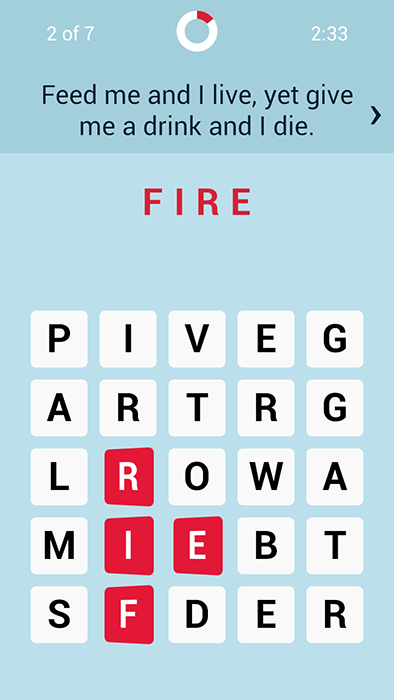 2 of 7 2:33
Feed me and I live, yet give
me a drink and I die. ›
FIRE
P I V E G
A R T R G
L R O W A
M I E B T
S F D E R